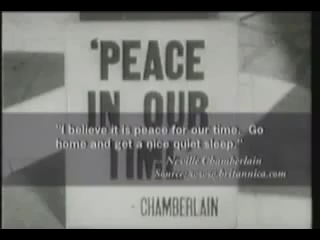 'PEACE
IN OUR
"I believe it is peace for our time. Go
home and get a nice quiet sleep."
TIME
-- Neville Chamberlain
Source: www.britannica.com
- CHAMBERLAIN